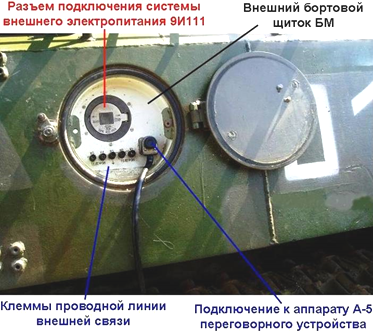 Разъем подключения системы
внешнего электропитания 9И111
Внешний бортовой
щиток БМ
Клеммы проводной линии
внешней связи
Подключение к аппарату А-5
переговорного устройства